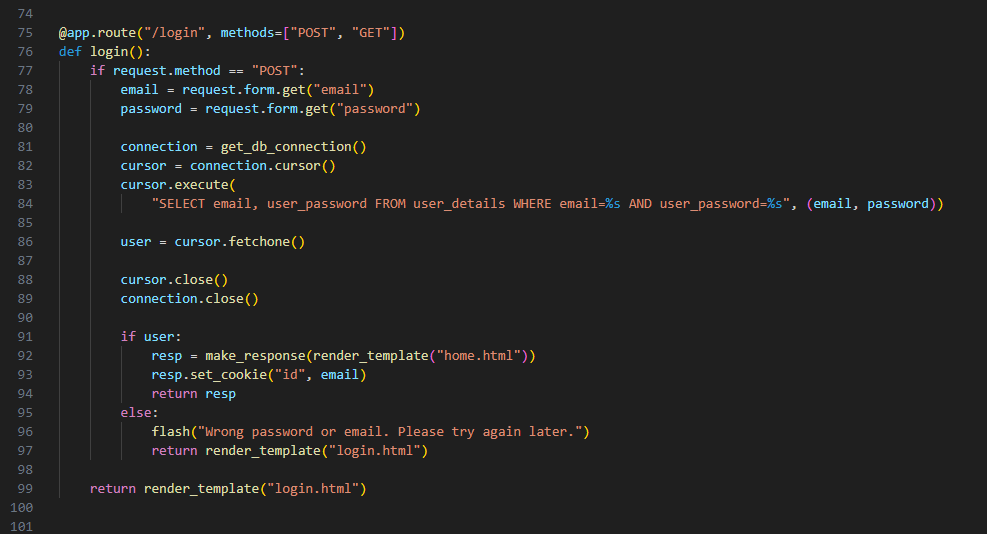 74
75 @app.route("/login", methods=["POST", "GET"])
76 def login():
77     if request.method == "POST":
78         email = request.form.get("email")
79         password = request.form.get("password")
80
81         connection = get_db_connection()
82         cursor = connection.cursor()
83         cursor.execute(
84             "SELECT email, user_password FROM user_details WHERE email=%s AND user_password=%s", (email, password))
85
86         user = cursor.fetchone()
87
88         cursor.close()
89         connection.close()
90
91         if user:
92             resp = make_response(render_template("home.html"))
93             resp.set_cookie("id", email)
94             return resp
95         else:
96             flash("Wrong password or email. Please try again later.")
97             return render_template("login.html")
98
99     return render_template("login.html")
100
101